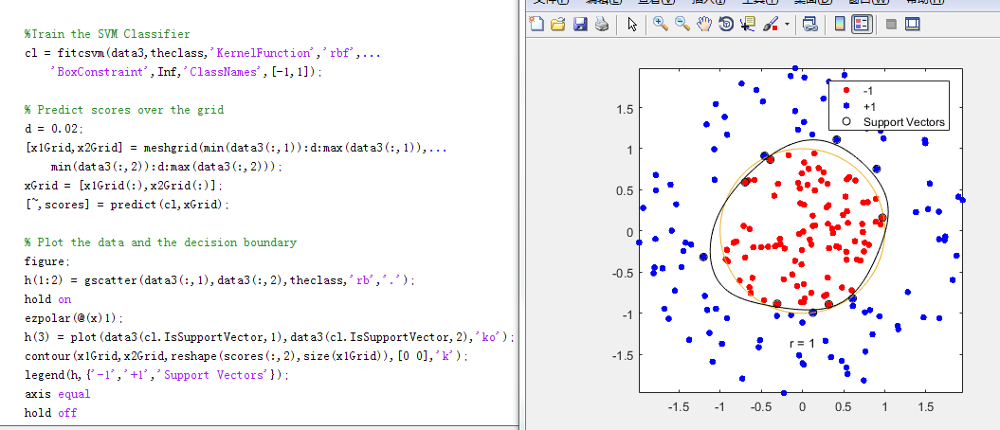 %Train the SVM Classifier
cl = fitcsvm(data3,theclass,'KernelFunction','rbf',...
'BoxConstraint',Inf,'ClassNames',[-1,1]);
% Predict scores over the grid
d = 0.02;
[x1Grid,x2Grid] = meshgrid(min(data3(:,1)):d:max(data3(:,1)),...
min(data3(:,2)):d:max(data3(:,2)));
xGrid = [x1Grid(:),x2Grid(:)];
[~,scores] = predict(cl,xGrid);
% Plot the data and the decision boundary
figure;
h(1:2) = gscatter(data3(:,1),data3(:,2),theclass,'rb','.');
hold on
ezpolar(@(x)1);
h(3) = plot(data3(cl.IsSupportVector,1),data3(cl.IsSupportVector,2),'ko');
contour(x1Grid,x2Grid,reshape(scores(:,2),size(x1Grid)),[0 0],'k');
legend(h,{'-1','+1','Support Vectors'});
axis equal
hold off
-1
+1
Support Vectors
1.5
1
0.5
0
-0.5
-1
-1.5
r = 1
-1.5
-1
-0.5
0
0.5
1
1.5